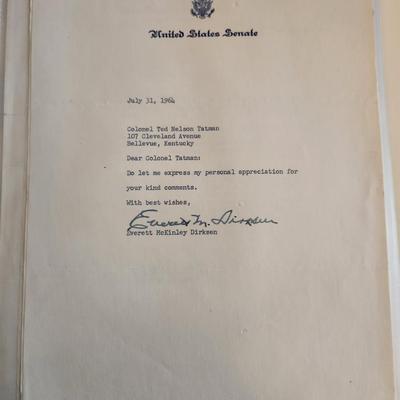 United States Senate
July 31, 1964
Colonel Ted Nelson Tatman
107 Cleveland Avenue
Bellevue, Kentucky
Dear Colonel Tatman:
Do let me express my personal appreciation for
your kind comments.
With best wishes,
Everett M. Dirksen
Everett McKinley Dirksen